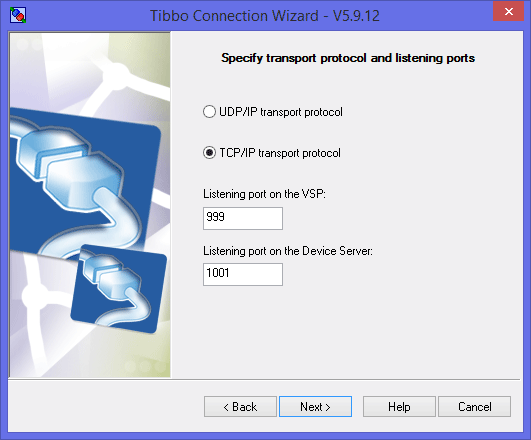 Tibbo Connection Wizard - V5.9.12
Specify transport protocol and listening ports
UDP/IP transport protocol
TCP/IP transport protocol
Listening port on the VSP:
999
Listening port on the Device Server:
1001
< Back
Next >
Help
Cancel